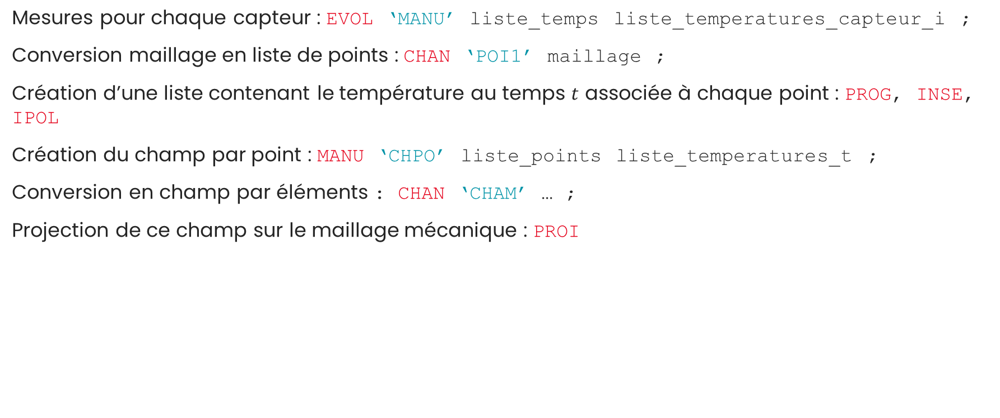 Mesures pour chaque capteur : EVOL ‘MANU’ liste_temps liste_temperatures_capteur_i ;
Conversion maillage en liste de points : CHAN ‘POI1’ maillage ;
Création d’une liste contenant le température au temps t associée à chaque point : PROG, INSE,
IPOL
Création du champ par point : MANU ‘CHPO’ liste_points liste_temperatures_t ;
Conversion en champ par éléments : CHAN ‘CHAM’ … ;
Projection de ce champ sur le maillage mécanique : PROI